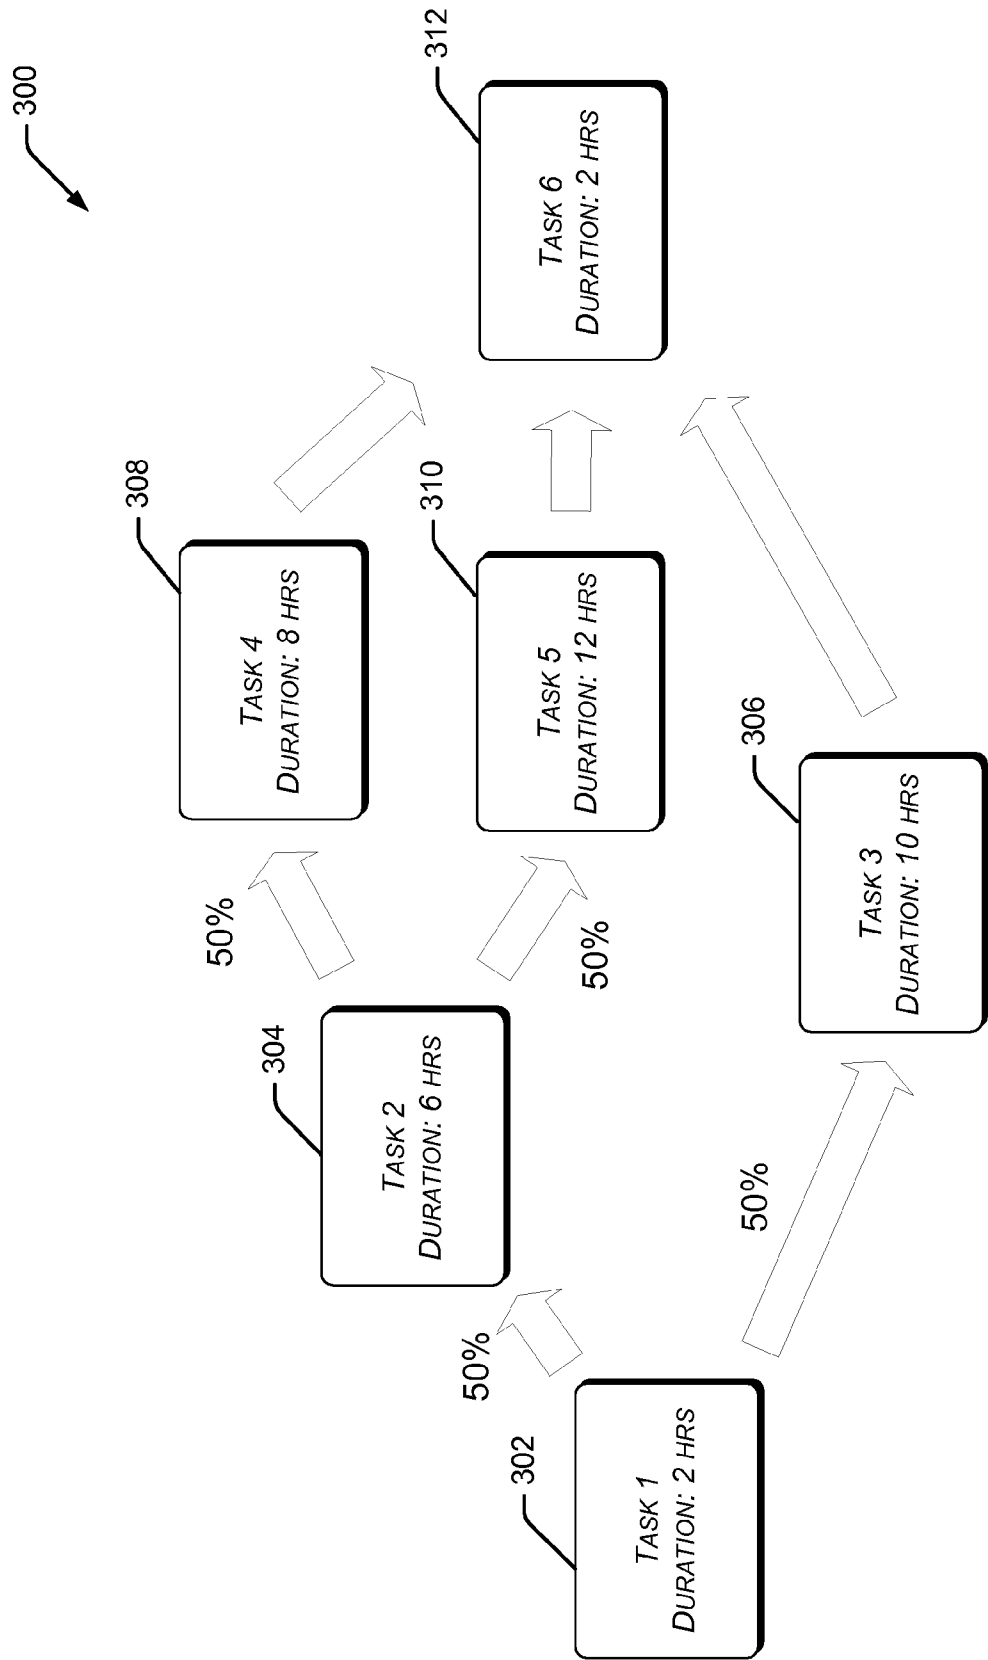 300
302
TASK 1
DURATION: 2 HRS
50%
50%
304
TASK 2
DURATION: 6 HRS
50%
50%
306
TASK 3
DURATION: 10 HRS
308
TASK 4
DURATION: 8 HRS
310
TASK 5
DURATION: 12 HRS
312
TASK 6
DURATION: 2 HRS